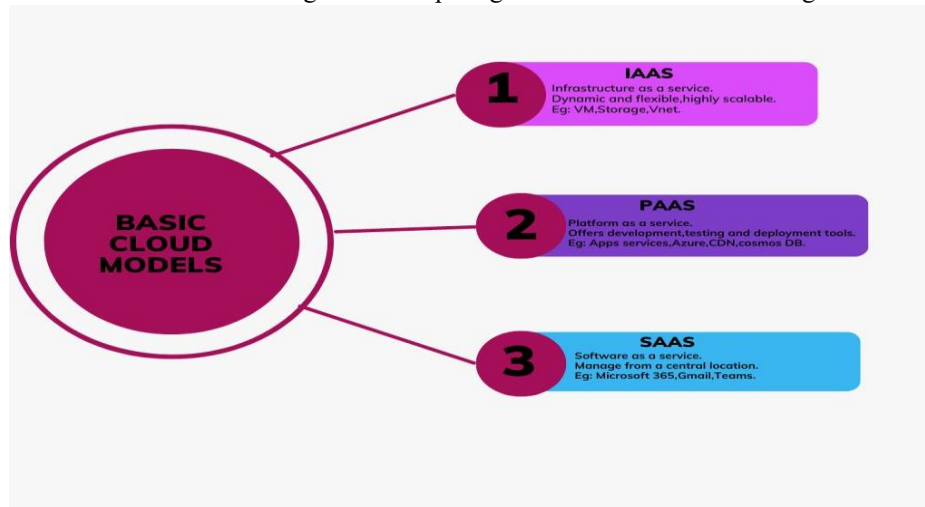 BASIC
CLOUD
MODELS
1
IAAS
Infrastructure as a service.
Dynamic and flexible,highly scalable.
Eg: VM,Storage,Vnet.
2
PAAS
Platform as a service.
Offers development,testing and deployment tools.
Eg: Apps services,Azure,CDN,cosmos DB.
3
SAAS
Software as a service.
Manage from a central location.
Eg: Microsoft 365,Gmail,Teams.